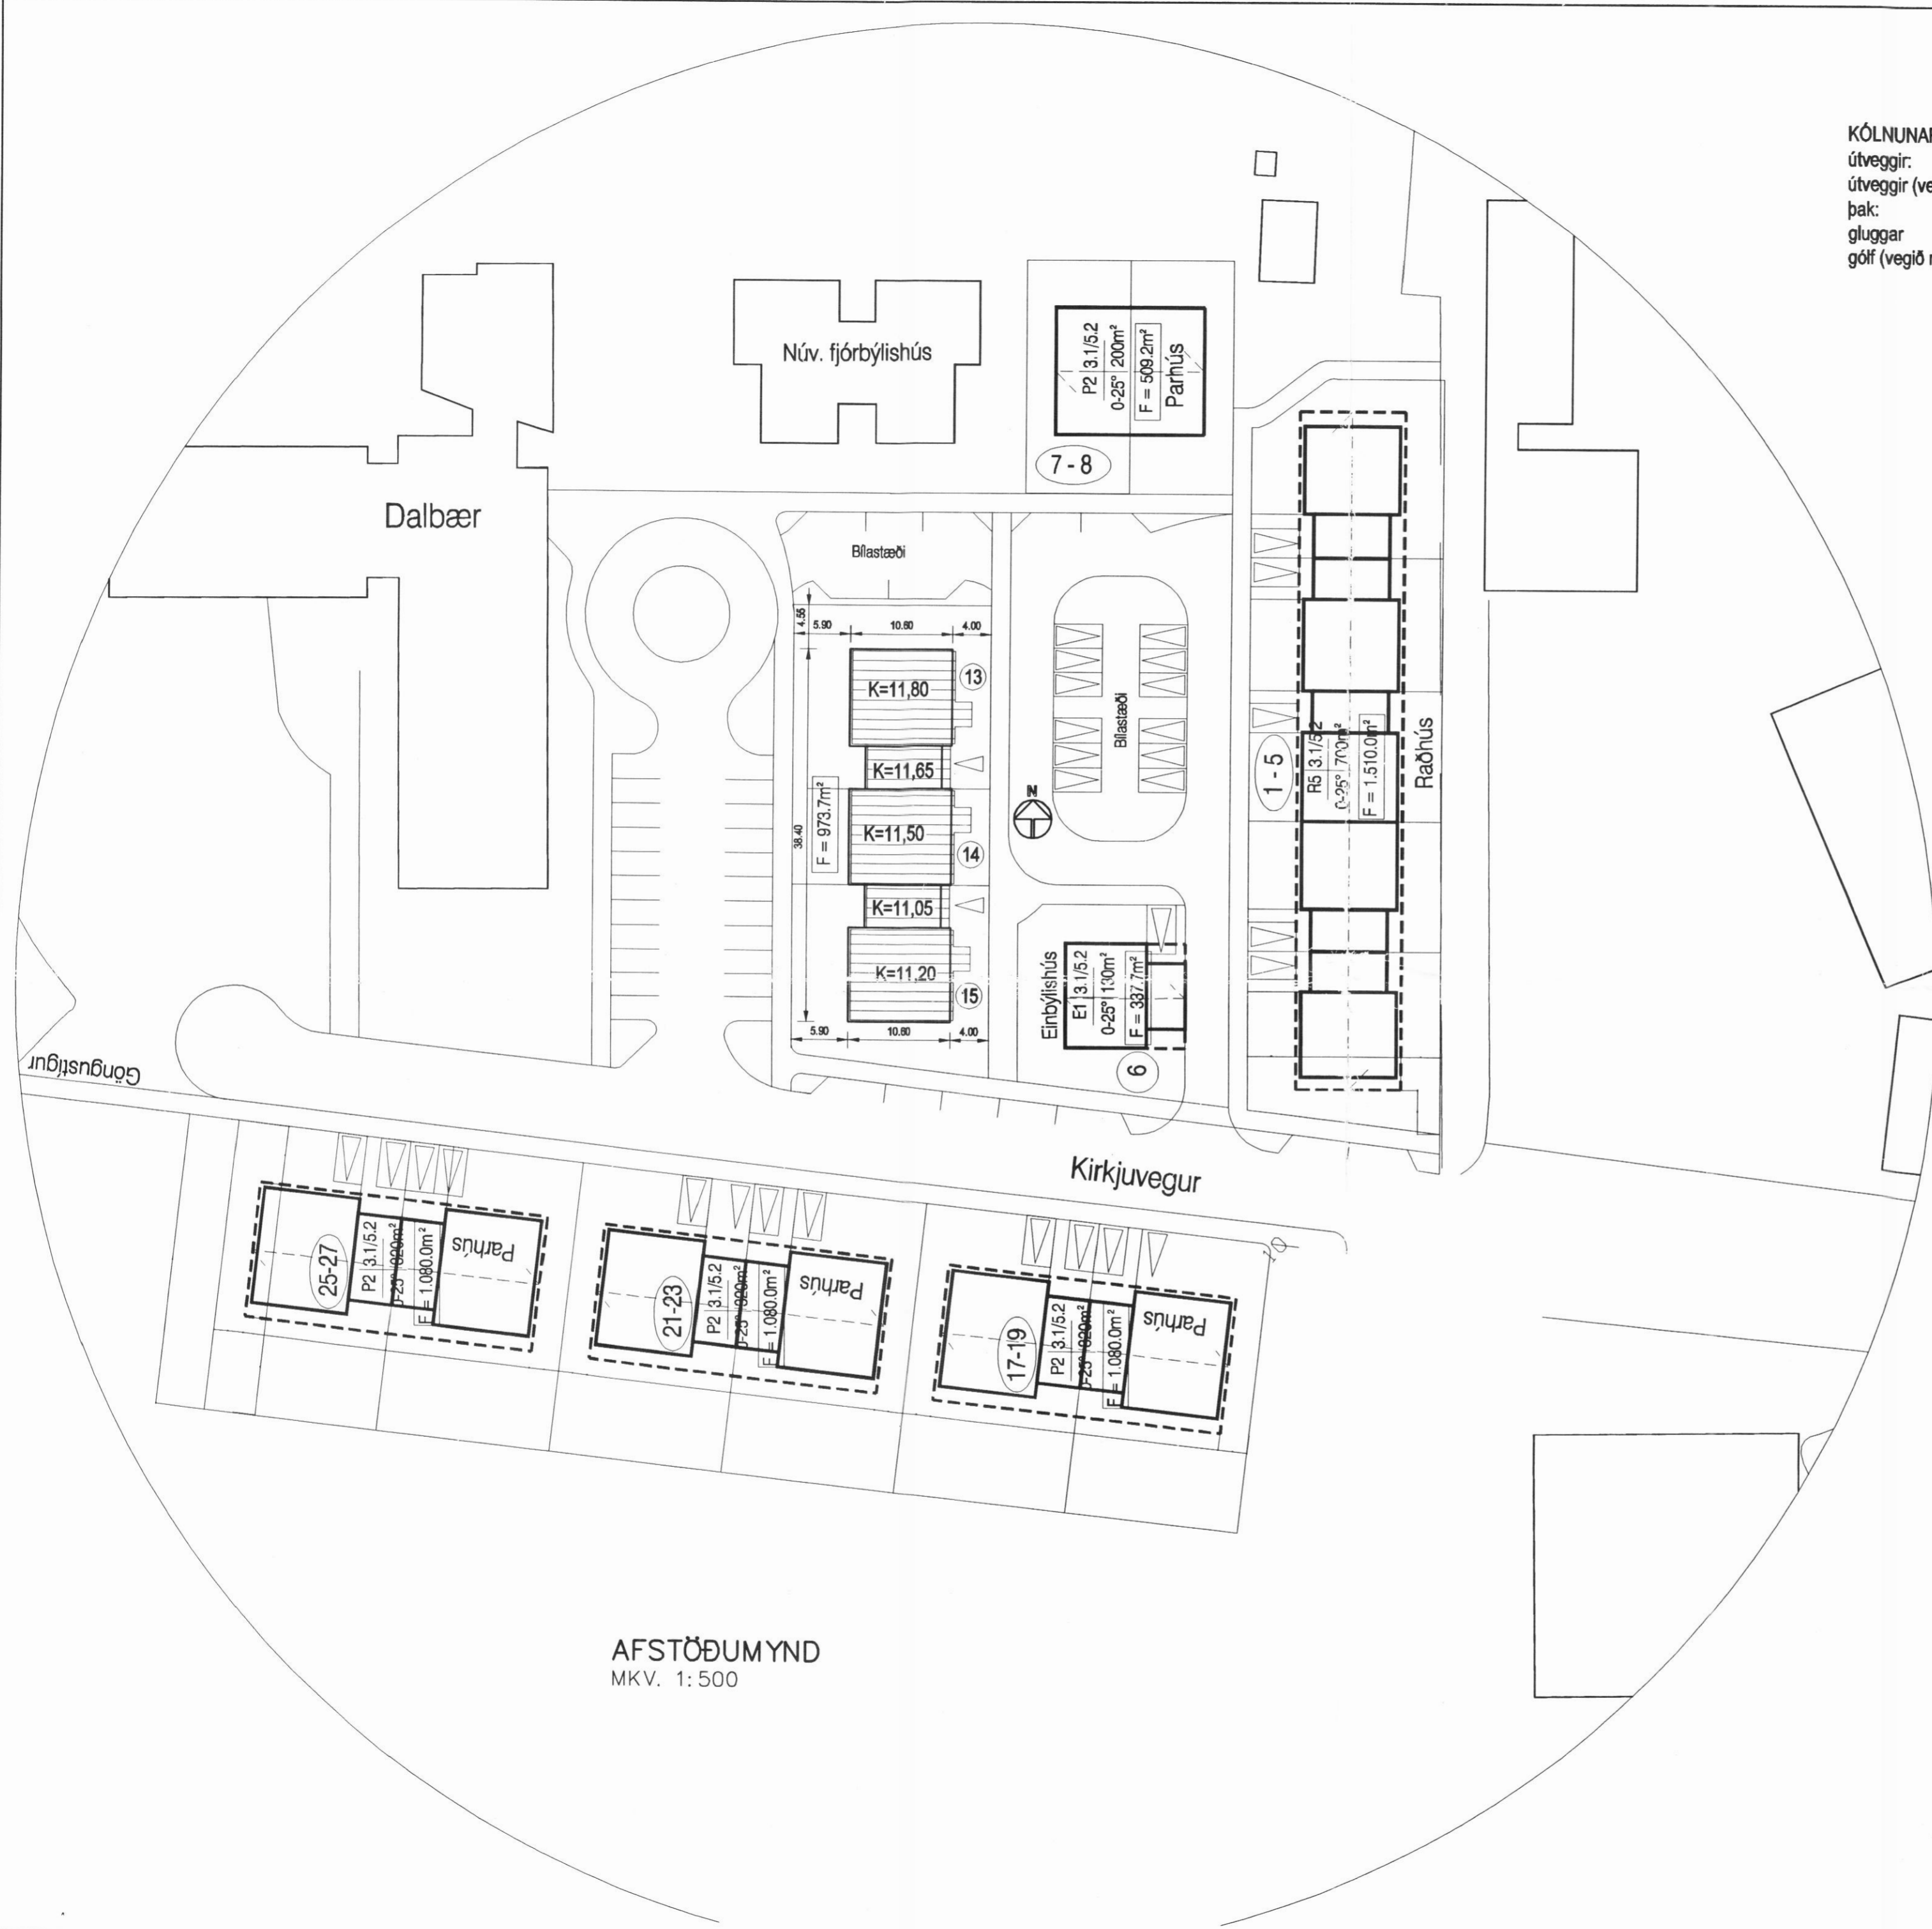 KÓLNUNA
útveggir:
útveggir (ve
þak:
gluggar
gólf (vegið
Núv. fjórbýlishús
P2 3.1/5.2
0-25° 200m²
F = 509.2m²
Parhús
7 - 8
Dalbær
Bílastæði
4.55
5.90
10.60
4.00
13
K=11,80
K=11,65
K=11,50
14
K=11,05
K=11,20
15
38.40
F = 973.7m²
5.90
10.60
4.00
N
Bílastæði
1 - 5
R5 3.1/5.2
0-25° 700m²
F = 1.510.0m²
Raðhús
Einbýlishús
E1 3.1/5.2
0-25° 130m²
F = 337.7m²
6
Göngustígur
Kirkjuvegur
25-27
P2 3.1/5.2
F = 1.080.0m²
Parhús
21-23
P2 3.1/5.2
F = 1.080.0m²
Parhús
17-19
P2 3.1/5.2
F = 1.080.0m²
Parhús
10
AFSTÖÐUMYND
MKV. 1:500